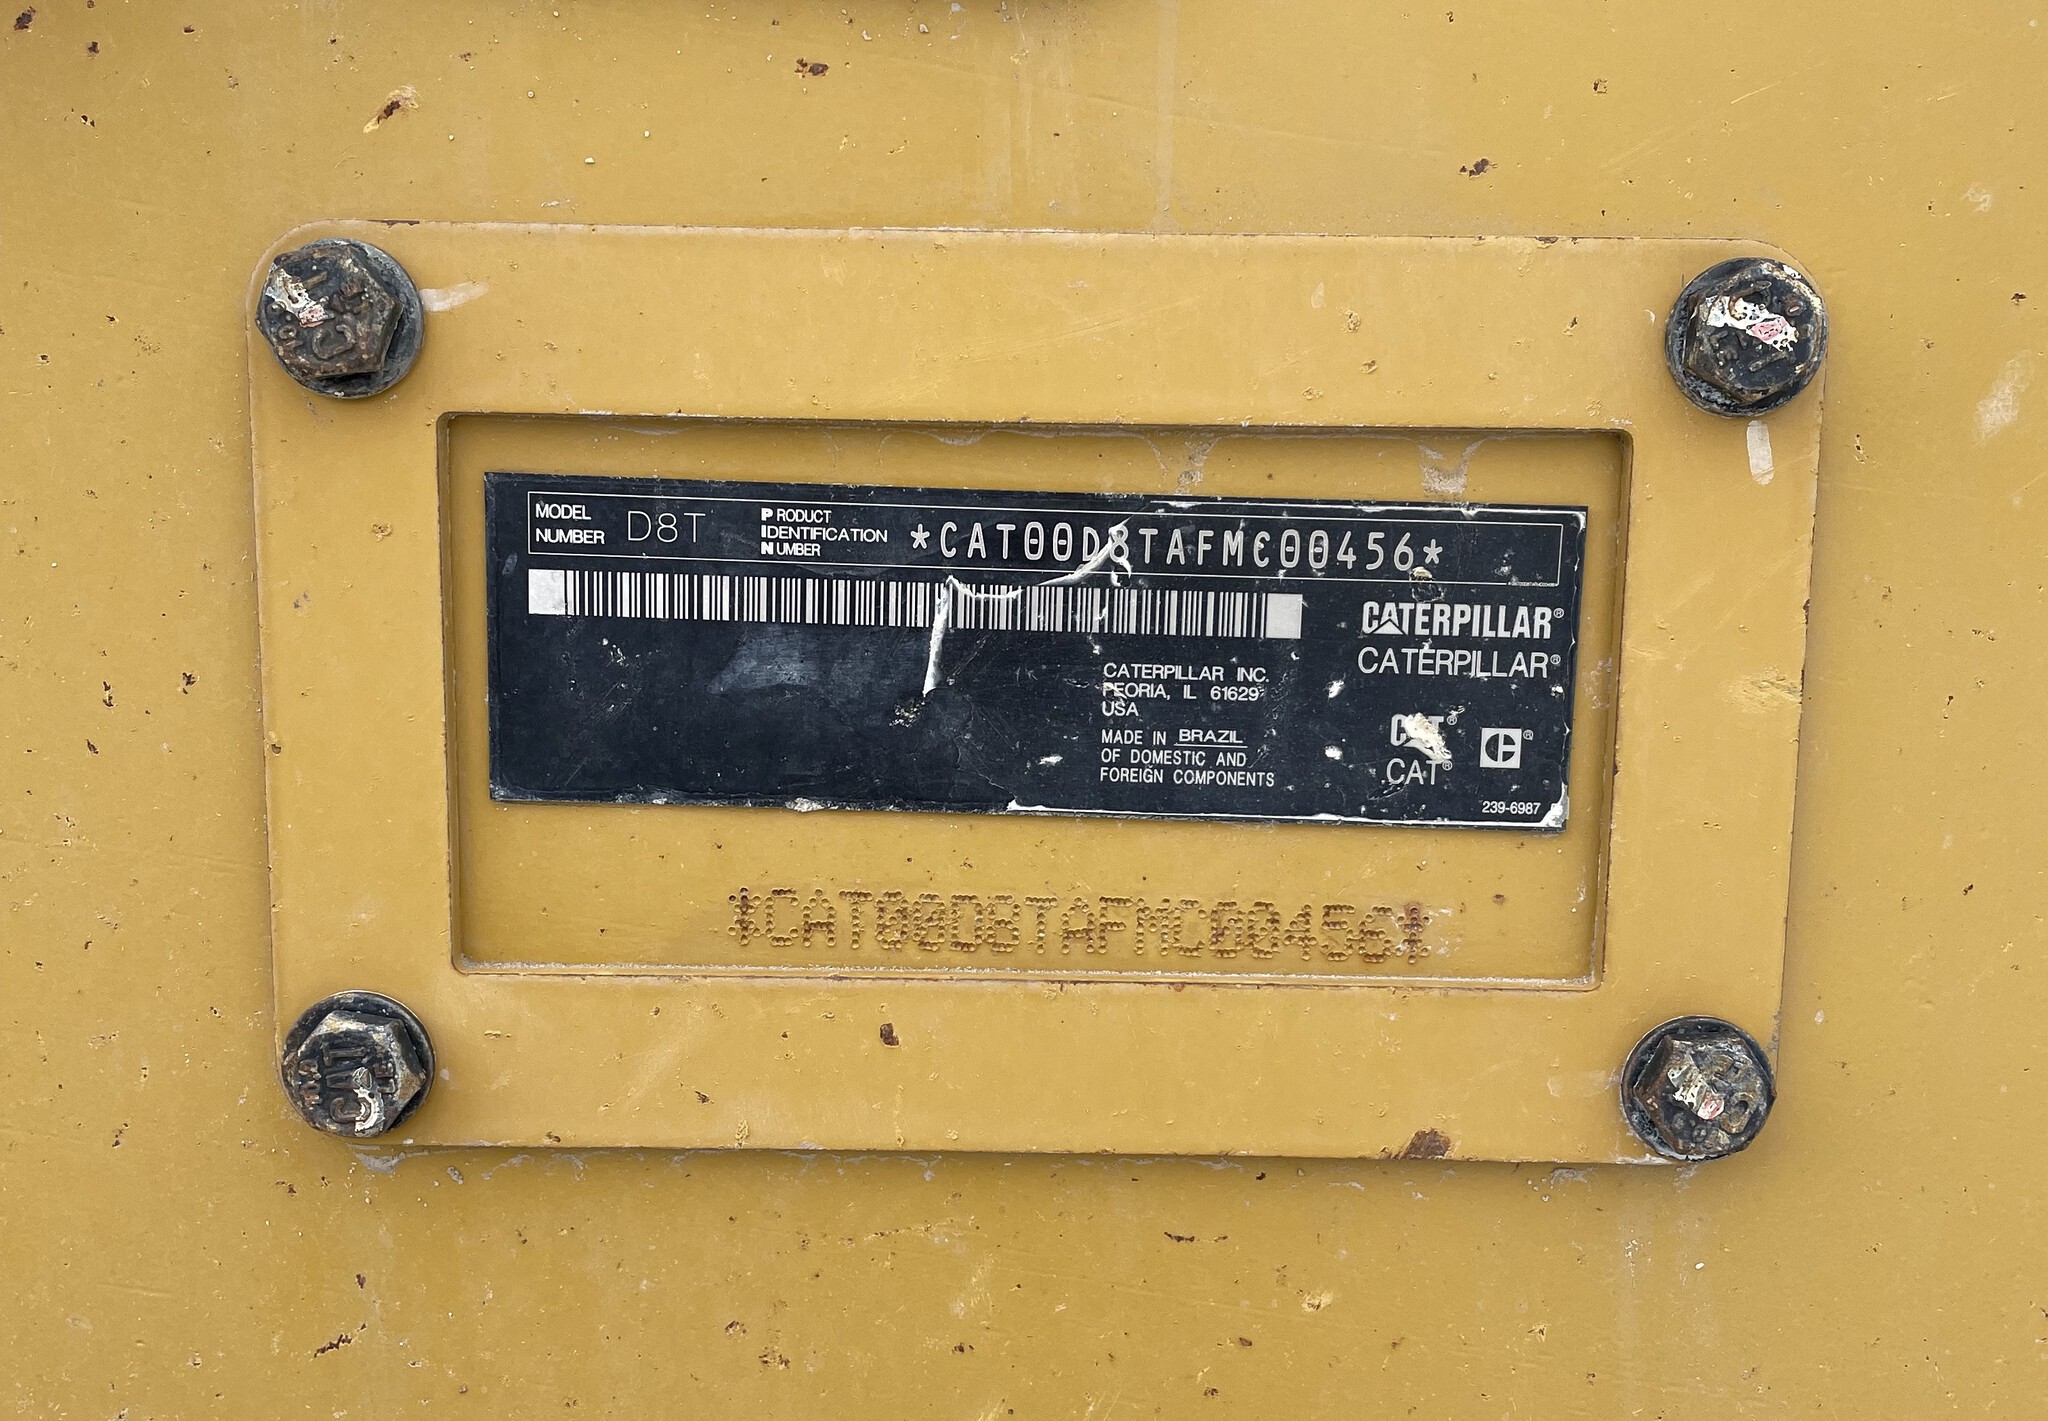 MODEL NUMBER D8T PRODUCT IDENTIFICATION NUMBER *CAT00D8TAFMC00456*
CATERPILLAR®
CATERPILLAR®
CATERPILLAR INC.
PEORIA, IL 61629
USA
MADE IN BRAZIL
OF DOMESTIC AND
FOREIGN COMPONENTS
CAT®
CAT®
CE®
239-6987
*CAT00D8TAFMC00456*
CAT